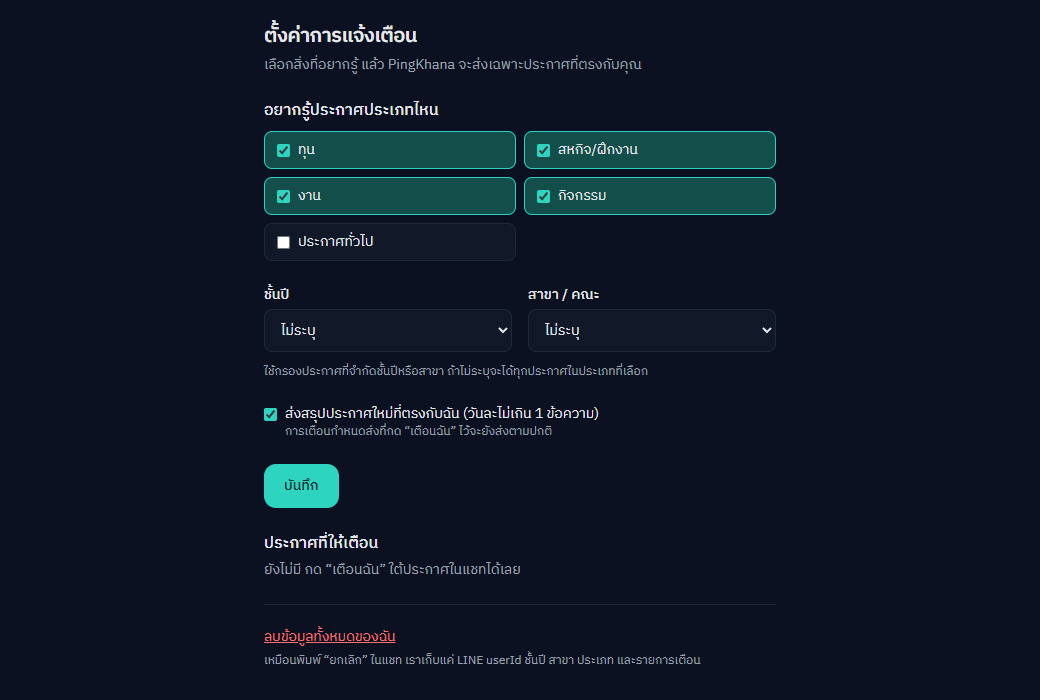 ตั้งค่าการแจ้งเตือน
เลือกสิ่งที่อยากรู้ แล้ว PingKhana จะส่งเฉพาะประกาศที่ตรงกับคุณ
อยากรู้ประกาศประเภทไหน
ทุน
สหกิจ/ฝึกงาน
งาน
กิจกรรม
ประกาศทั่วไป
ชั้นปี
สาขา / คณะ
ไม่ระบุ
ไม่ระบุ
ใช้กรองประกาศที่จำกัดชั้นปีหรือสาขา ถ้าไม่ระบุจะได้ทุกประกาศในประเภทที่เลือก
ส่งสรุปประกาศใหม่ที่ตรงกับฉัน (วันละไม่เกิน 1 ข้อความ)
การเตือนกำหนดส่งที่กด “เตือนฉัน” ไว้จะยังส่งตามปกติ
บันทึก
ประกาศที่ให้เตือน
ยังไม่มี กด “เตือนฉัน” ใต้ประกาศในแชทได้เลย
ลบข้อมูลทั้งหมดของฉัน
เหมือนพิมพ์ “ยกเลิก” ในแชท เราเก็บแค่ LINE userId ชั้นปี สาขา ประเภท และรายการเตือน